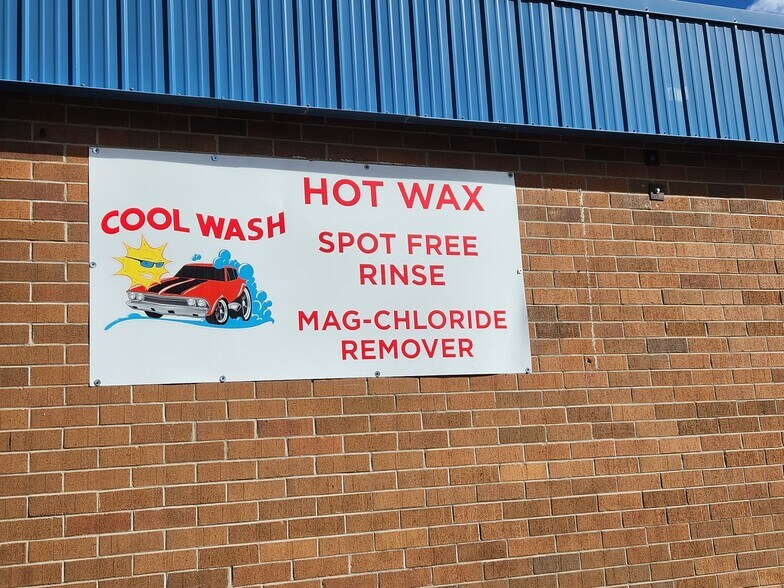 COOL WASH
HOT WAX
SPOT FREE
RINSE
MAG-CHLORIDE
REMOVER